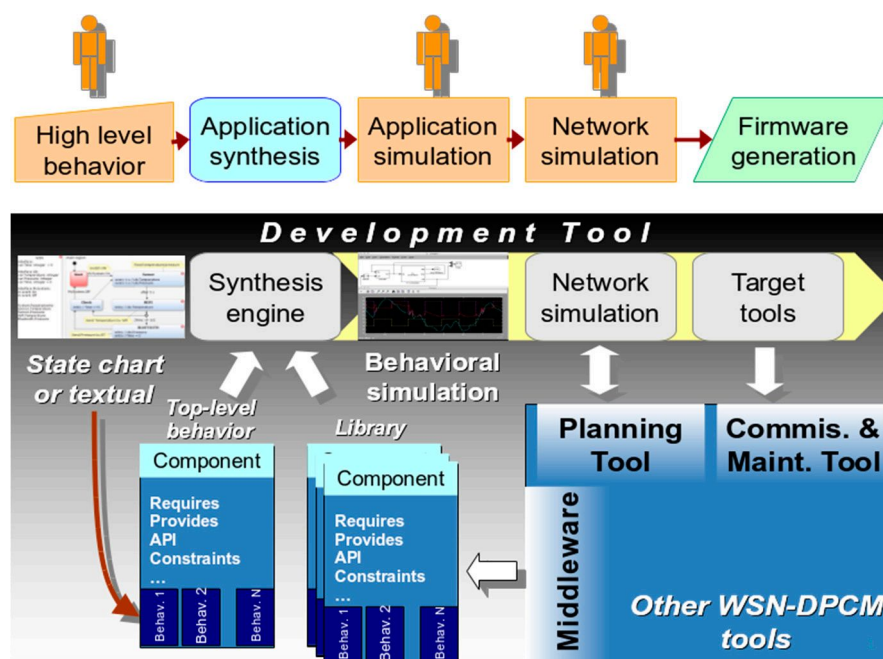 High level
behavior
Application
synthesis
Application
simulation
Network
simulation
Firmware
generation
Development Tool
Synthesis
engine
Network
simulation
Target
tools
State chart
or textual
Behavioral
simulation
Top-level
behavior
Library
Component
Requires
Provides
API
Constraints
...
Behav. 1
Behav. 2
Behav. N
Component
Requires
Provides
API
Constraints
...
Behav. 1
Behav. 2
Behav. N
Planning
Tool
Commis. &
Maint. Tool
Middleware
Other WSN-DPCM
tools